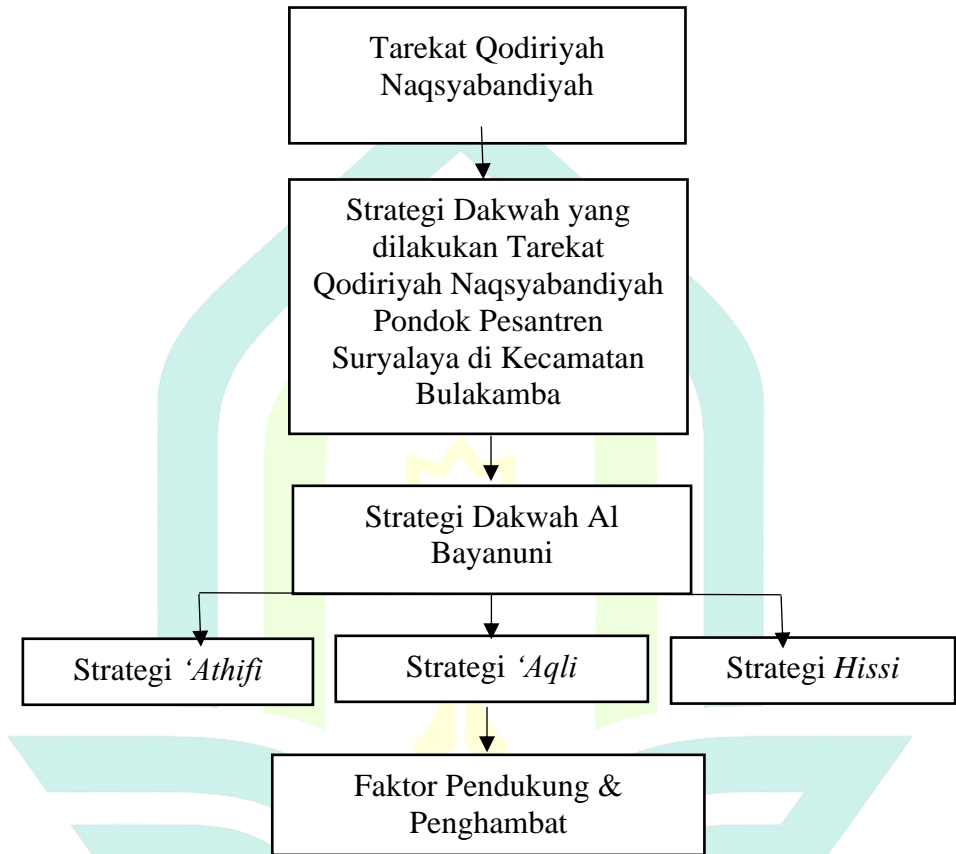 Tarekat Qodiriyah
Naqsyabandiyah
Strategi Dakwah yang
dilakukan Tarekat
Qodiriyah Naqsyabandiyah
Pondok Pesantren
Suryalaya di Kecamatan
Bulakamba
Strategi Dakwah Al
Bayanuni
Strategi ‘Athifi
Strategi ‘Aqli
Strategi Hissi
Faktor Pendukung &
Penghambat